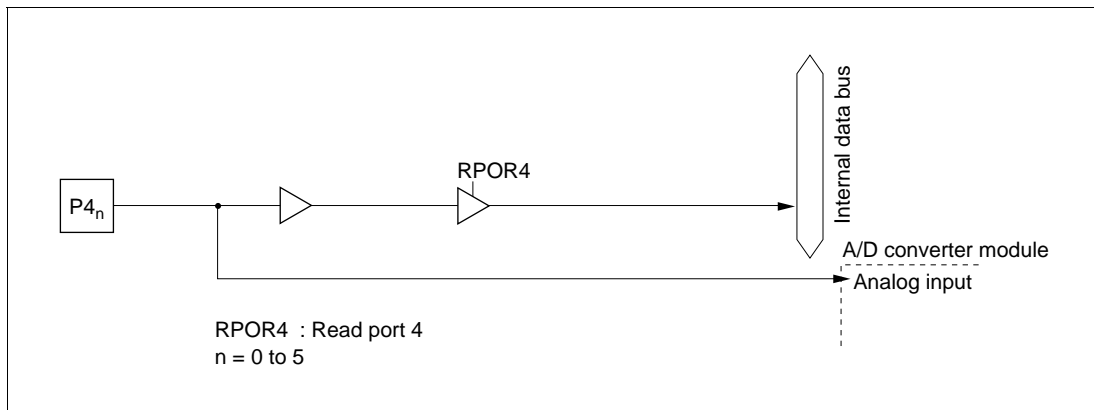 RPOR4
P4n
Internal data bus
A/D converter module
Analog input
RPOR4 : Read port 4
n = 0 to 5